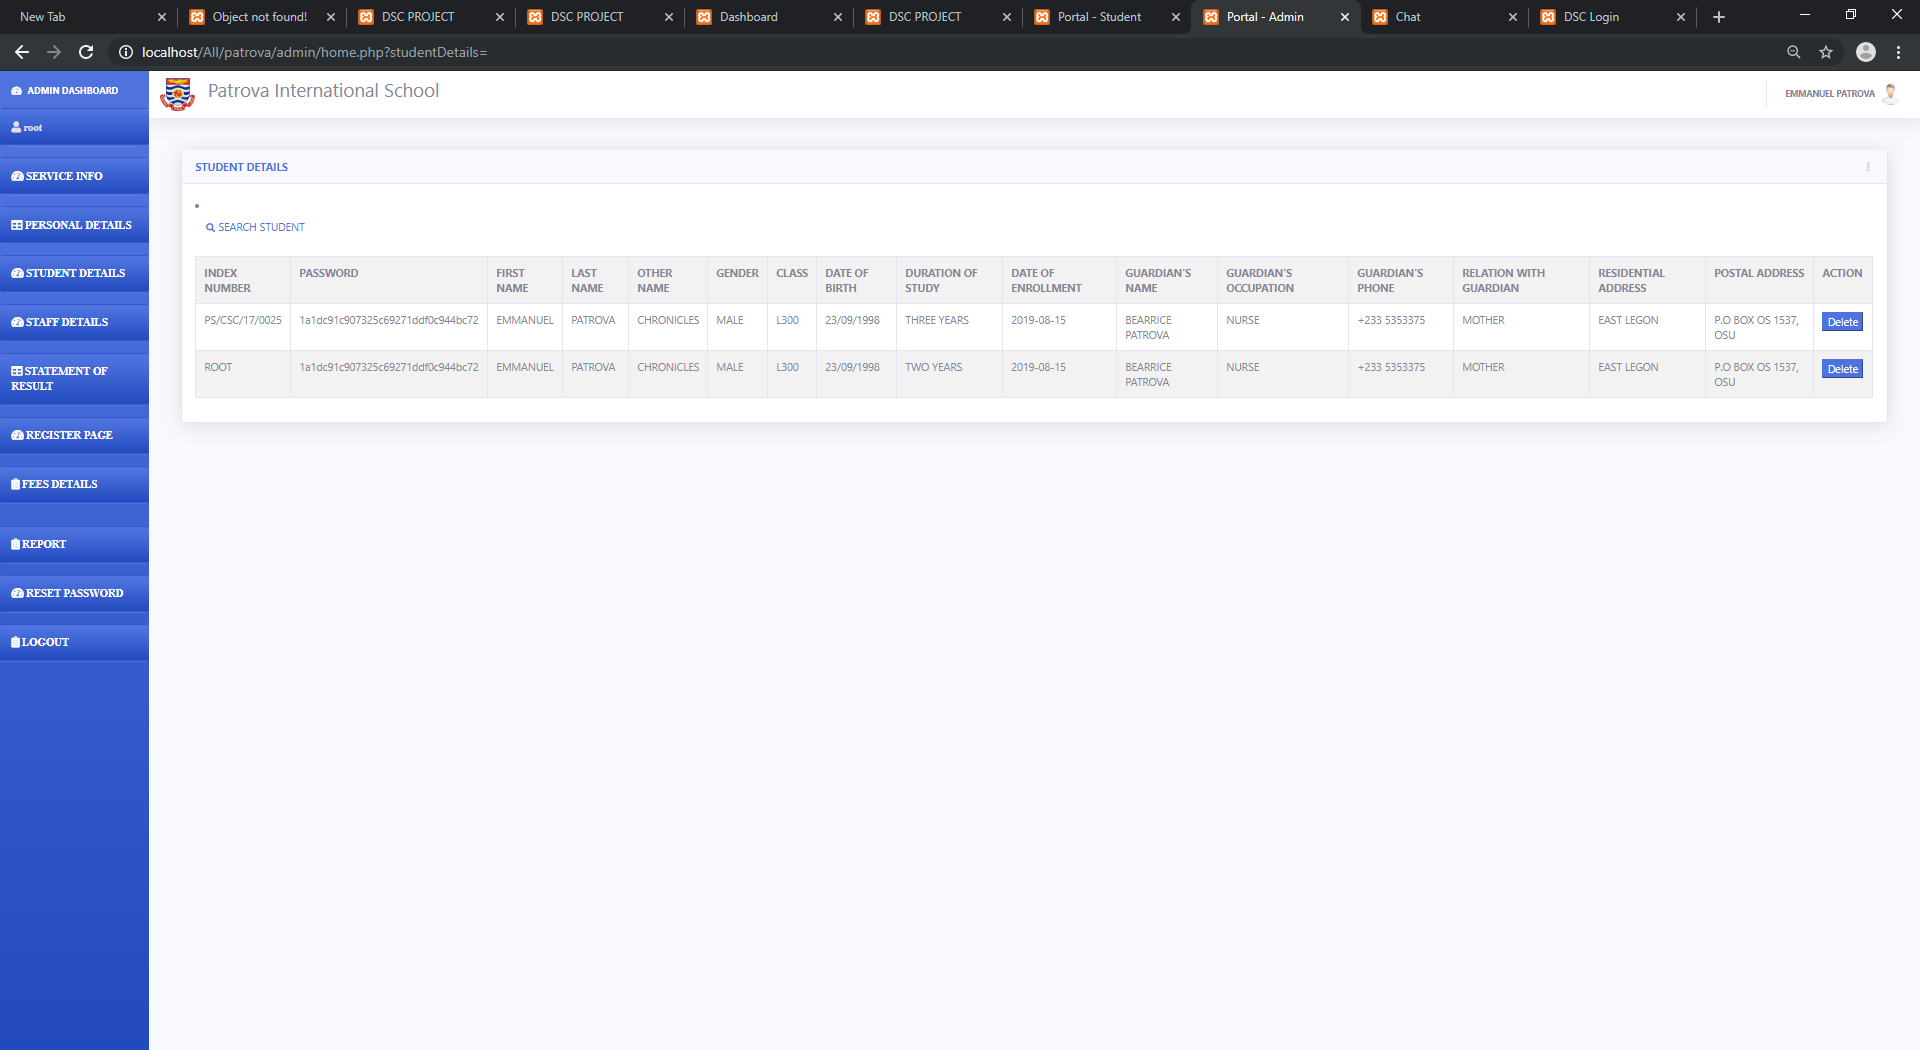 New Tab
Object not found!
DSC PROJECT
DSC PROJECT
Dashboard
DSC PROJECT
Portal - Student
Portal - Admin
Chat
DSC Login
localhost/All/patrova/admin/home.php?studentDetails=
ADMIN DASHBOARD
root
SERVICE INFO
PERSONAL DETAILS
STUDENT DETAILS
STAFF DETAILS
STATEMENT OF
RESULT
REGISTER PAGE
FEES DETAILS
REPORT
RESET PASSWORD
LOGOUT
Patrova International School
EMMANUEL PATROVA
STUDENT DETAILS
SEARCH STUDENT
INDEX NUMBER PASSWORD FIRST NAME LAST NAME OTHER NAME GENDER CLASS DATE OF BIRTH DURATION OF STUDY DATE OF ENROLLMENT GUARDIAN'S NAME GUARDIAN'S OCCUPATION GUARDIAN'S PHONE RELATION WITH GUARDIAN RESIDENTIAL ADDRESS POSTAL ADDRESS ACTION
PS/CSC/17/0025 1a1dc91c907325c69271ddf0c944bc72 EMMANUEL PATROVA CHRONICLES MALE L300 23/09/1998 THREE YEARS 2019-08-15 BEARRICE PATROVA NURSE +233 5353375 MOTHER EAST LEGON P.O BOX OS 1537, OSU Delete
ROOT 1a1dc91c907325c69271ddf0c944bc72 EMMANUEL PATROVA CHRONICLES MALE L300 23/09/1998 TWO YEARS 2019-08-15 BEARRICE PATROVA NURSE +233 5353375 MOTHER EAST LEGON P.O BOX OS 1537, OSU Delete